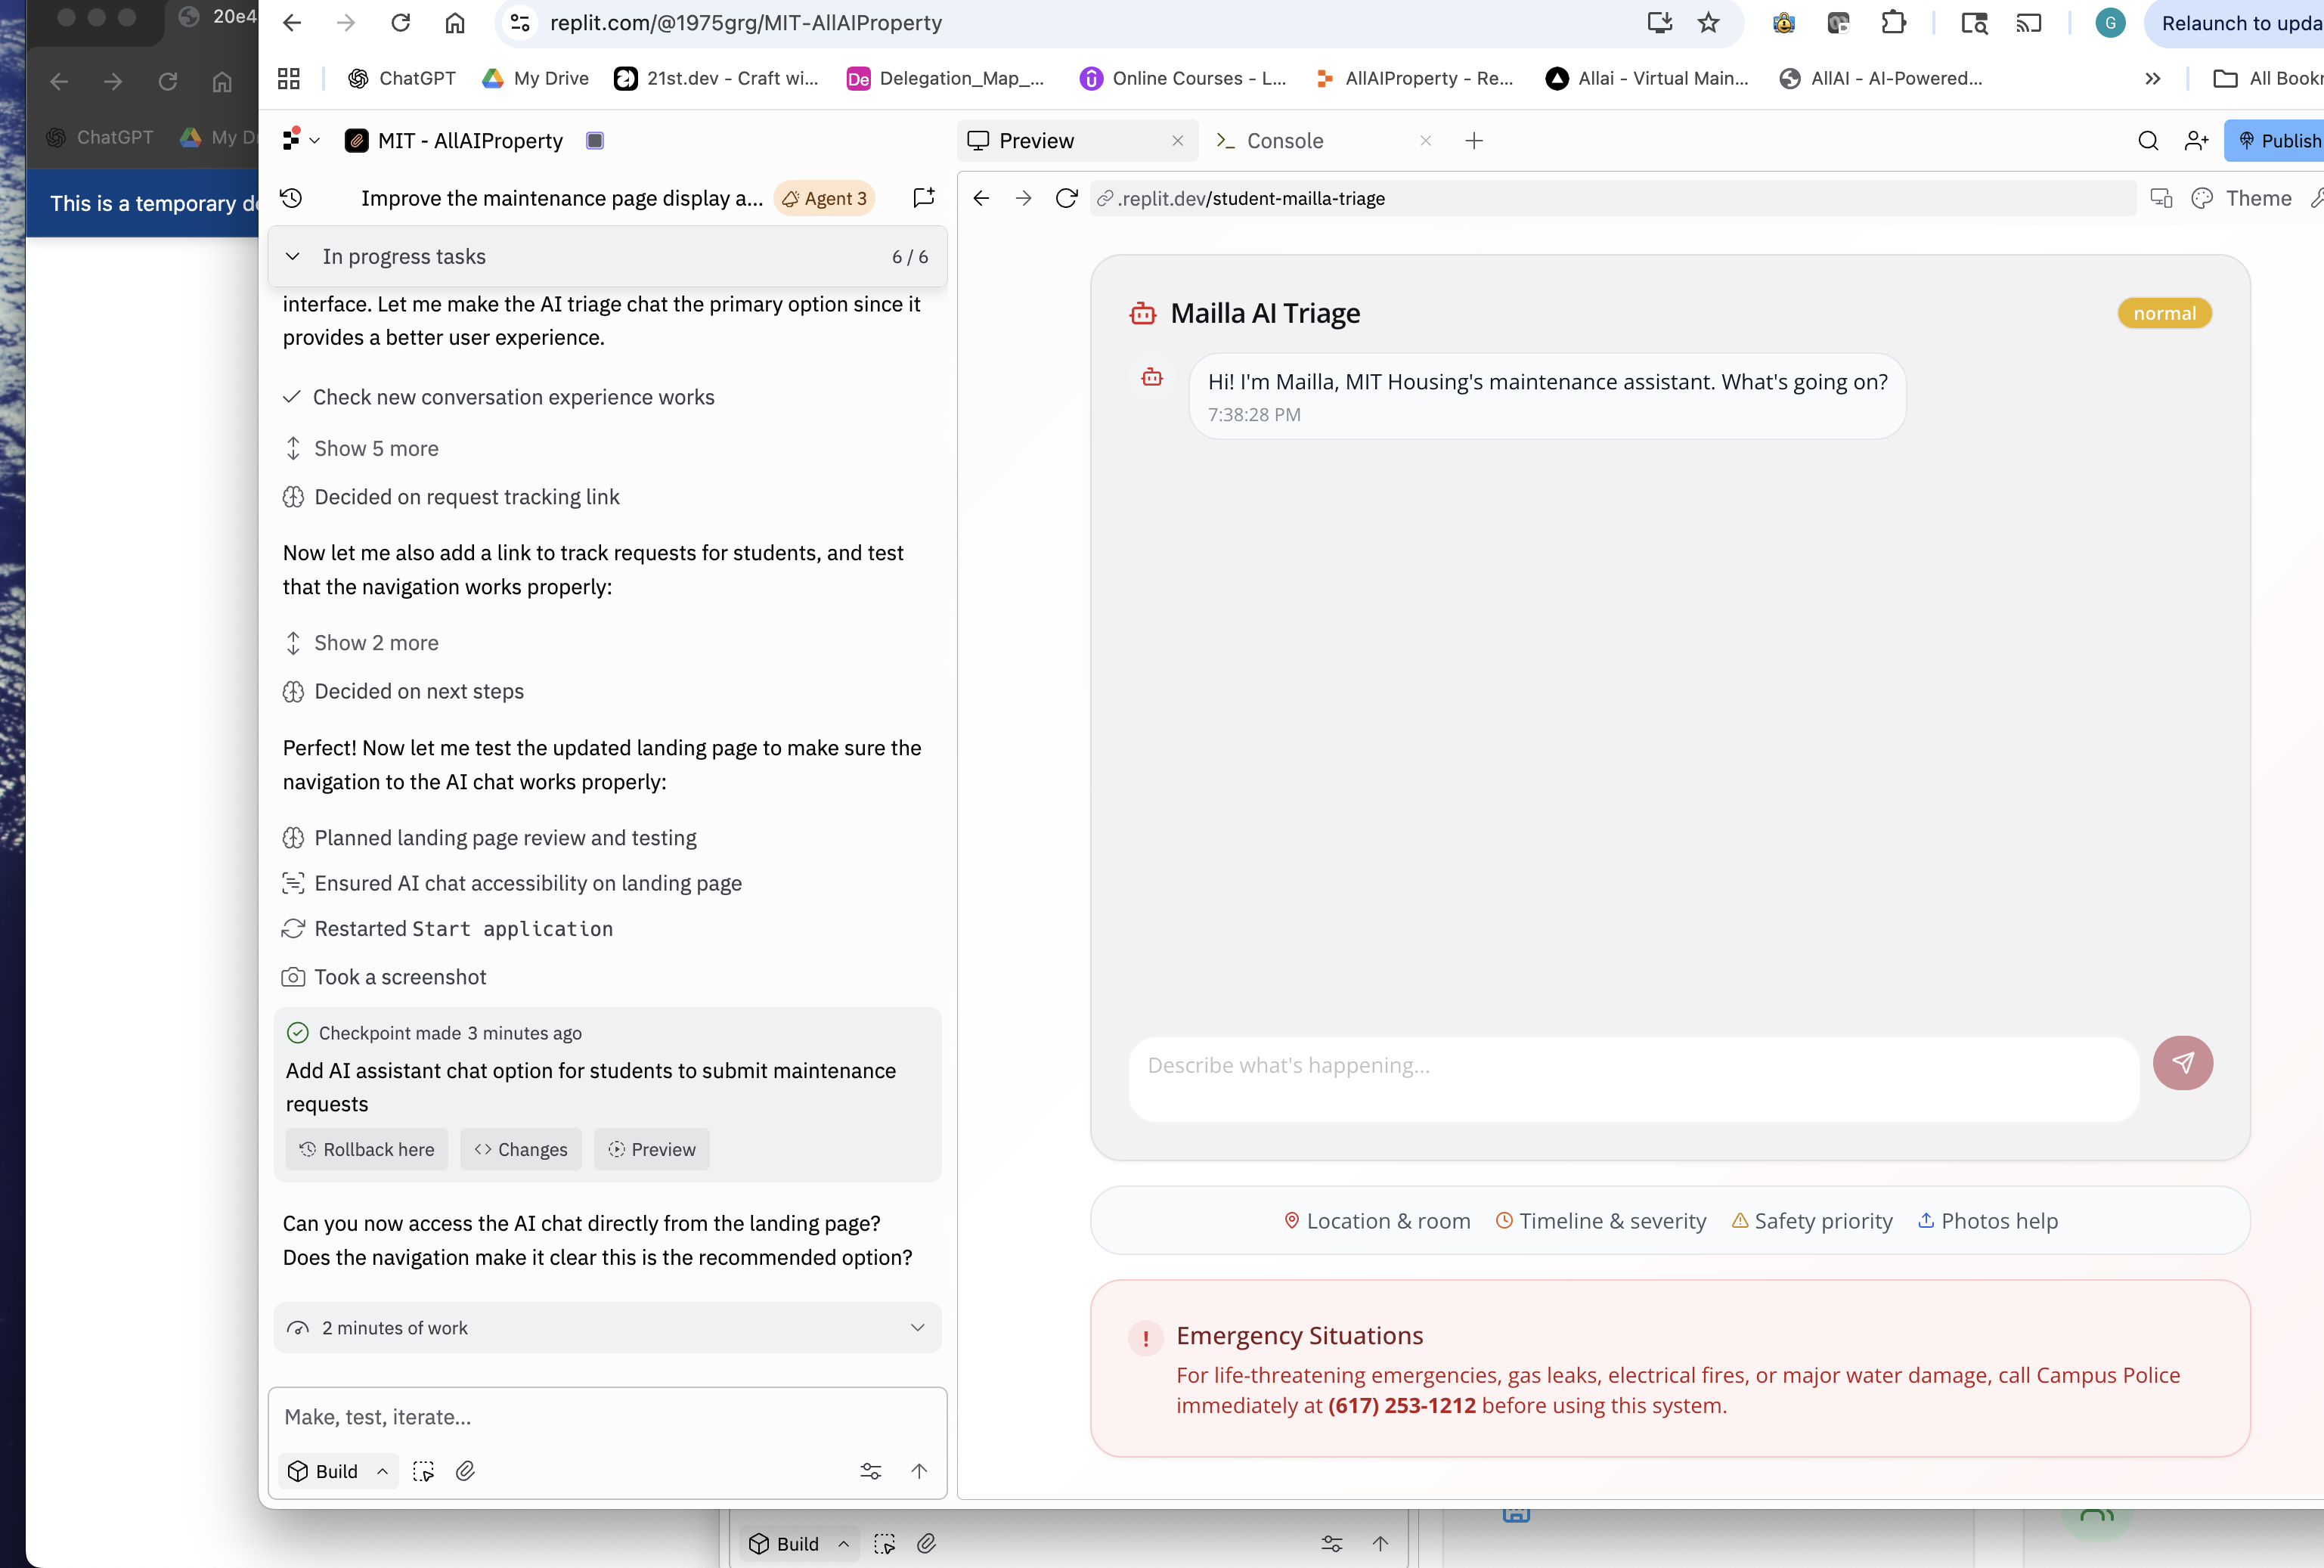 20e4
replit.com/@1975grg/MIT-AllAIProperty
G
Relaunch to upda
ChatGPT
My Drive
21st.dev - Craft wi...
De
Delegation_Map_...
Online Courses - L...
AllAIProperty - Re...
Allai - Virtual Main...
AllAI - AI-Powered...
All Bookr
ChatGPT
My D
This is a temporary de
MIT - AllAIProperty
Improve the maintenance page display a...
Agent 3
In progress tasks
6 / 6
interface. Let me make the AI triage chat the primary option since it
provides a better user experience.
Check new conversation experience works
Show 5 more
Decided on request tracking link
Now let me also add a link to track requests for students, and test
that the navigation works properly:
Show 2 more
Decided on next steps
Perfect! Now let me test the updated landing page to make sure the
navigation to the AI chat works properly:
Planned landing page review and testing
Ensured AI chat accessibility on landing page
Restarted Start application
Took a screenshot
Checkpoint made 3 minutes ago
Add AI assistant chat option for students to submit maintenance
requests
Rollback here
Changes
Preview
Can you now access the AI chat directly from the landing page?
Does the navigation make it clear this is the recommended option?
2 minutes of work
Make, test, iterate...
Build
Preview
Console
Publish
.replit.dev/student-mailla-triage
Theme
Mailla AI Triage
normal
Hi! I'm Mailla, MIT Housing's maintenance assistant. What's going on?
7:38:28 PM
Describe what's happening...
Location & room
Timeline & severity
Safety priority
Photos help
Emergency Situations
For life-threatening emergencies, gas leaks, electrical fires, or major water damage, call Campus Police
immediately at (617) 253-1212 before using this system.
Build